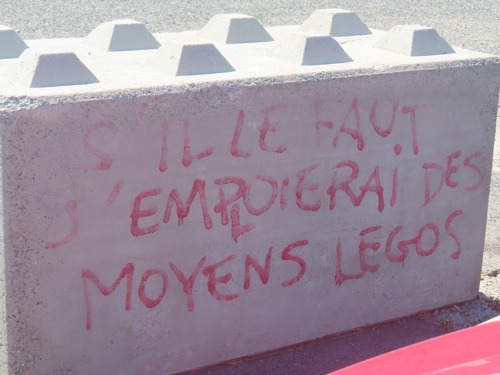 S'IL LE FAUT
J'EMPLOIERAI DES
MOYENS LEGOS